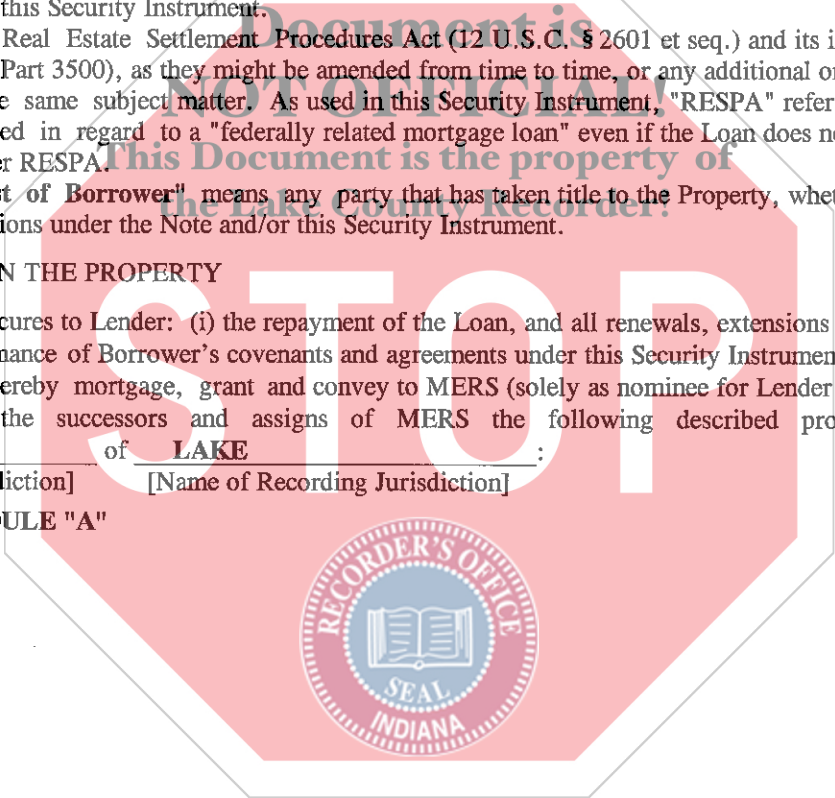 this Security Instrument.
Document is
Real Estate Settlement Procedures Act (12 U.S.C. § 2601 et seq.) and its i
Part 3500), as they might be amended from time to time, or any additional o
NOT OFFICIAL!
e same subject matter. As used in this Security Instrument, "RESPA" refer
ed in regard to a "federally related mortgage loan" even if the Loan does n
er RESPA.
This Document is the property of
t of Borrower" means any party that has taken title to the Property, whet
the Lake County Recorder!
ions under the Note and/or this Security Instrument.
N THE PROPERTY
cures to Lender: (i) the repayment of the Loan, and all renewals, extensions
nance of Borrower's covenants and agreements under this Security Instrumen
ereby mortgage, grant and convey to MERS (solely as nominee for Lender
the successors and assigns of MERS the following described pro
STOP
of LAKE :
diction] [Name of Recording Jurisdiction]
ULE "A"
RECORDER'S OFFICE
SEAL
INDIANA